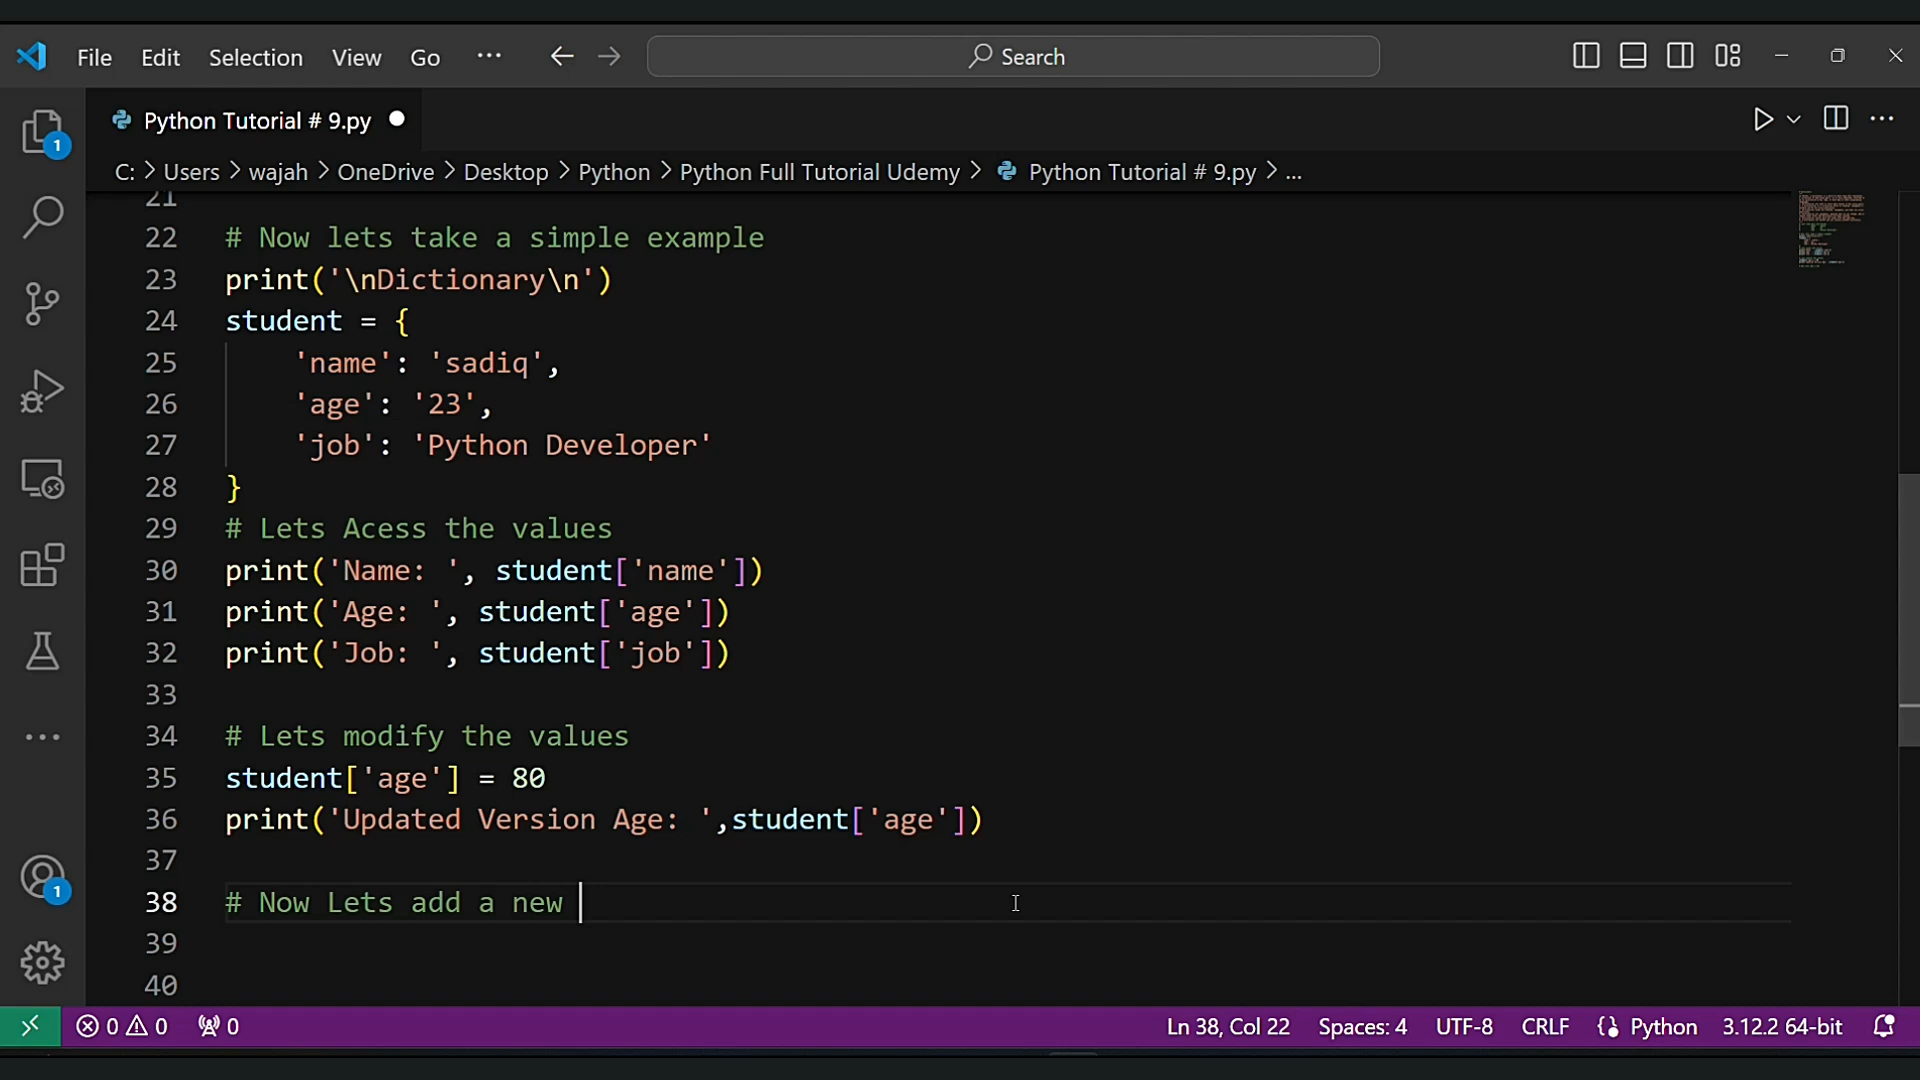 File Edit Selection View Go ... Search
Python Tutorial # 9.py
C: > Users > wajah > OneDrive > Desktop > Python > Python Full Tutorial Udemy > Python Tutorial # 9.py > ...
21
22 # Now lets take a simple example
23 print('\nDictionary\n')
24 student = {
25 'name': 'sadiq',
26 'age': '23',
27 'job': 'Python Developer'
28 }
29 # Lets Acess the values
30 print('Name: ', student['name'])
31 print('Age: ', student['age'])
32 print('Job: ', student['job'])
33
34 # Lets modify the values
35 student['age'] = 80
36 print('Updated Version Age: ',student['age'])
37
38 # Now Lets add a new
39
40
1
1
0 0 0 Ln 38, Col 22 Spaces: 4 UTF-8 CRLF Python 3.12.2 64-bit